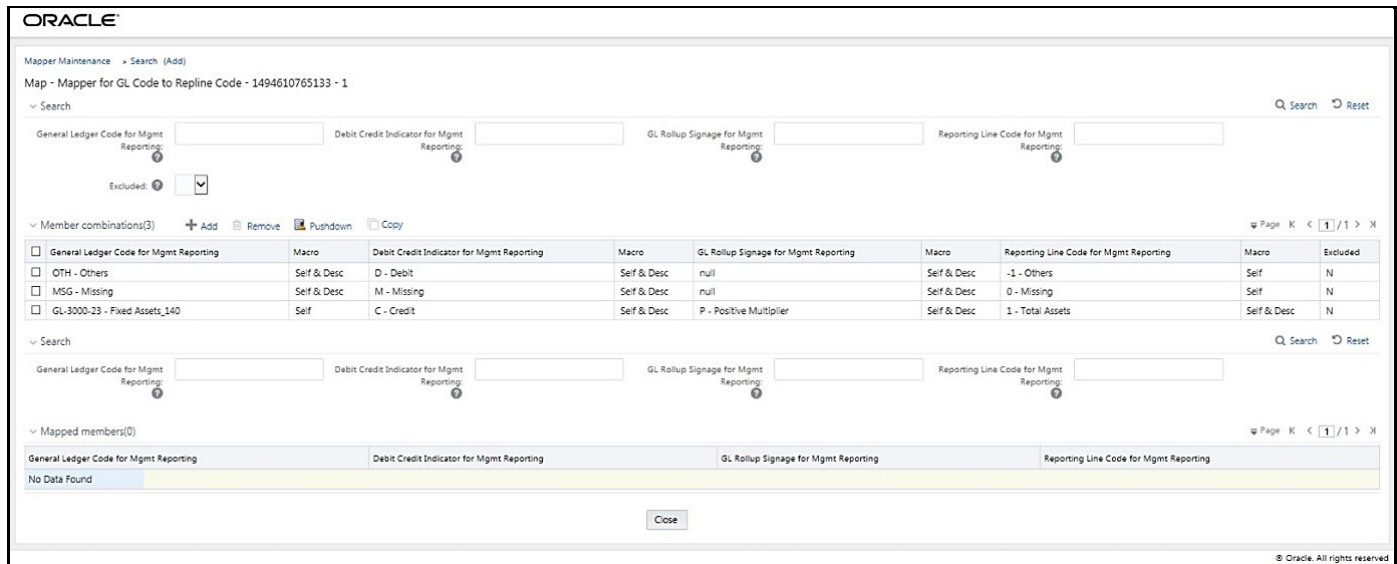 ORACLE
Mapper Maintenance > Search (Add)
Map - Mapper for GL Code to Repline Code - 1494610765133 - 1
Search
Search Reset
General Ledger Code for Mgmt Reporting:
Debit Credit Indicator for Mgmt Reporting:
GL Rollup Signage for Mgmt Reporting:
Reporting Line Code for Mgmt Reporting:
Excluded:
Member combinations(3) Add Remove Pushdown Copy
Page K < 1 / 1 > X
General Ledger Code for Mgmt Reporting Macro Debit Credit Indicator for Mgmt Reporting Macro GL Rollup Signage for Mgmt Reporting Macro Reporting Line Code for Mgmt Reporting Macro Excluded
OTH - Others Self & Desc D - Debit Self & Desc null Self & Desc -1 - Others Self N
MSG - Missing Self & Desc M - Missing Self & Desc null Self & Desc 0 - Missing Self N
GL-3000-23 - Fixed Assets_140 Self C - Credit Self & Desc P - Positive Multiplier Self & Desc 1 - Total Assets Self & Desc N
Search
Search Reset
General Ledger Code for Mgmt Reporting:
Debit Credit Indicator for Mgmt Reporting:
GL Rollup Signage for Mgmt Reporting:
Reporting Line Code for Mgmt Reporting:
Mapped members(0)
Page K < 1 / 1 > X
General Ledger Code for Mgmt Reporting Debit Credit Indicator for Mgmt Reporting GL Rollup Signage for Mgmt Reporting Reporting Line Code for Mgmt Reporting
No Data Found
Close
© Oracle. All rights reserved